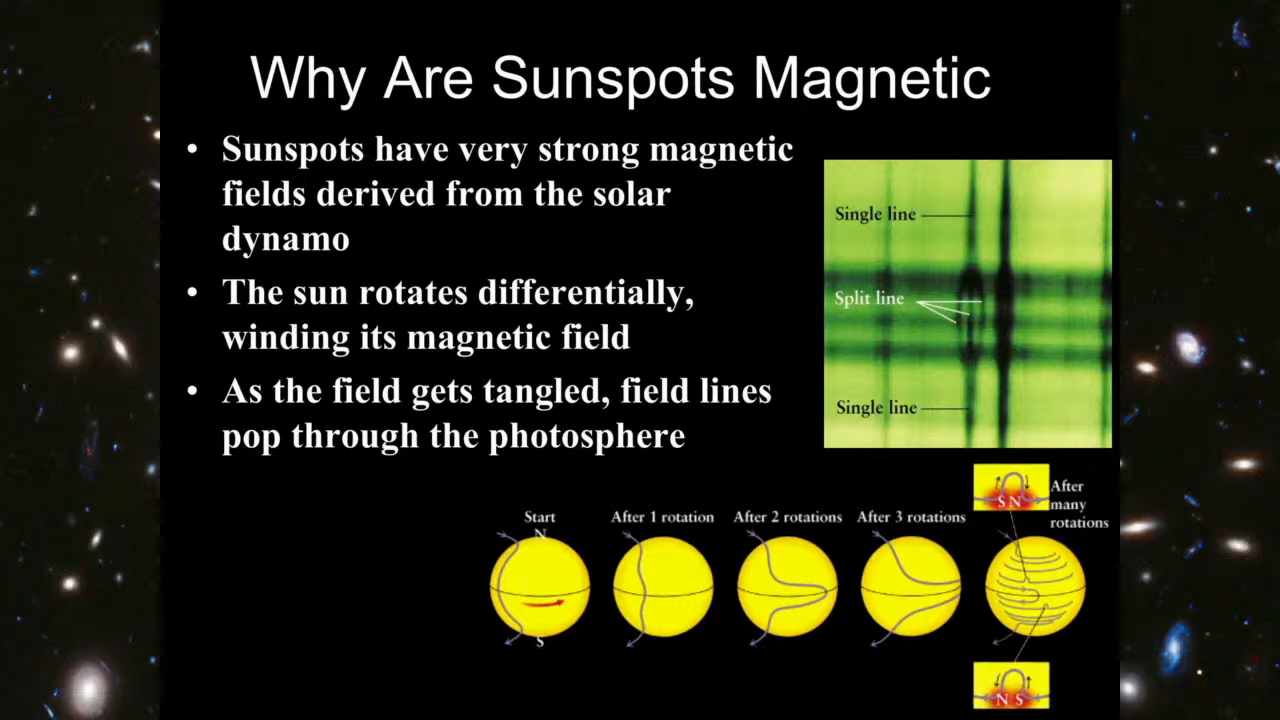 Why Are Sunspots Magnetic
• Sunspots have very strong magnetic
fields derived from the solar
dynamo
• The sun rotates differentially,
winding its magnetic field
• As the field gets tangled, field lines
pop through the photosphere
Single line
Split line
Single line
Start
N
S
After 1 rotation
After 2 rotations
After 3 rotations
S N
After
many
rotations
N S